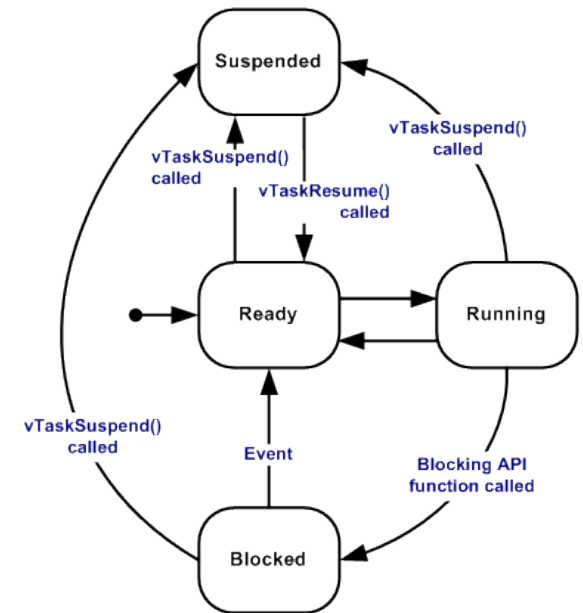 Suspended
vTaskSuspend()
called
vTaskSuspend()
called
vTaskResume()
called
Ready
Running
vTaskSuspend()
called
Event
Blocking API
function called
Blocked